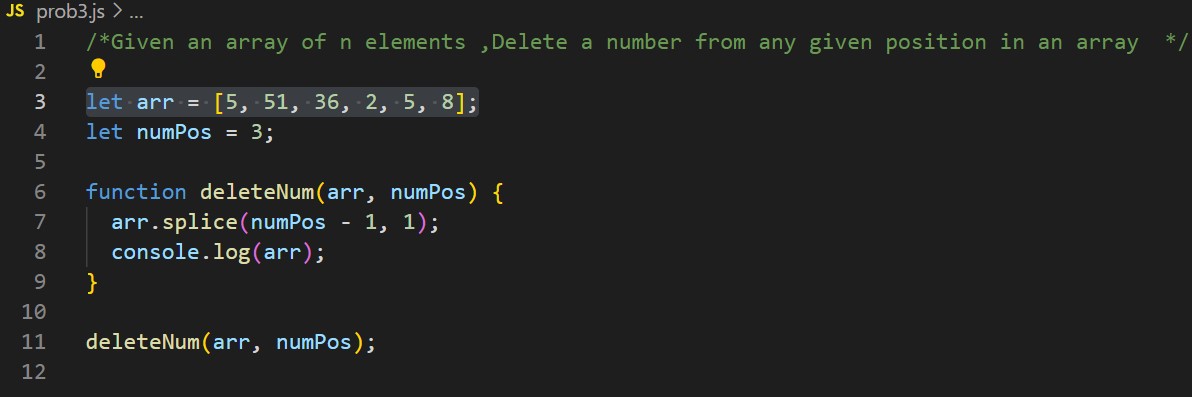 JS prob3.js > ...
1 /*Given an array of n elements ,Delete a number from any given position in an array  */
2
3 let arr = [5, 51, 36, 2, 5, 8];
4 let numPos = 3;
5
6 function deleteNum(arr, numPos) {
7   arr.splice(numPos - 1, 1);
8   console.log(arr);
9 }
10
11 deleteNum(arr, numPos);
12